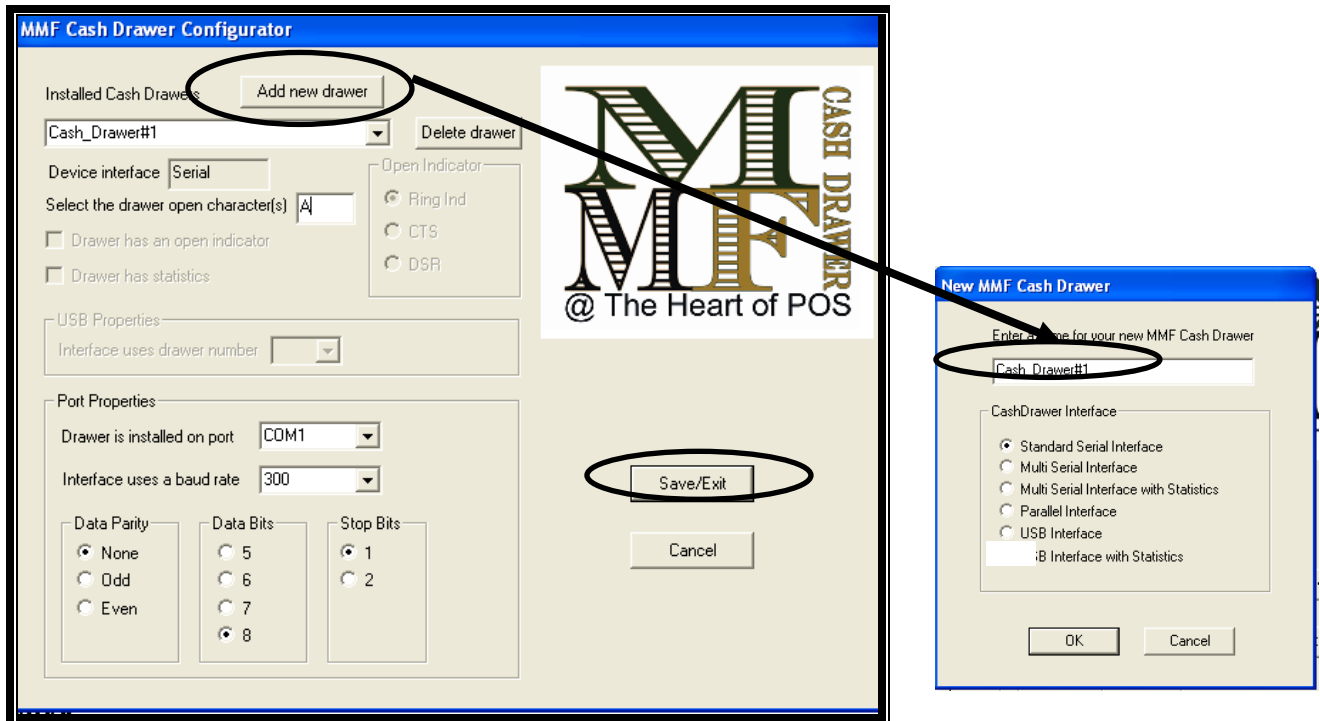 MMF Cash Drawer Configurator
Installed Cash Drawers
Add new drawer
Cash_Drawer#1
Delete drawer
Device interface
Serial
Select the drawer open character(s)
A
Drawer has an open indicator
Drawer has statistics
Open Indicator
Ring Ind
CTS
DSR
USB Properties
Interface uses drawer number
Port Properties
Drawer is installed on port
COM1
Interface uses a baud rate
300
Data Parity
None
Odd
Even
Data Bits
5
6
7
8
Stop Bits
1
2
MMF
CASH DRAWER
@ The Heart of POS
Save/Exit
Cancel
New MMF Cash Drawer
Enter a name for your new MMF Cash Drawer
Cash_Drawer#1
CashDrawer Interface
Standard Serial Interface
Multi Serial Interface
Multi Serial Interface with Statistics
Parallel Interface
USB Interface
Interface with Statistics
OK
Cancel